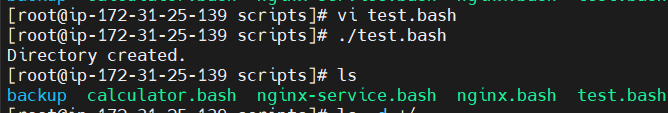 [root@ip-172-31-25-139 scripts]# vi test.bash
[root@ip-172-31-25-139 scripts]# ./test.bash
Directory created.
[root@ip-172-31-25-139 scripts]# ls
backup calculator.bash nginx-service.bash nginx.bash test.bash